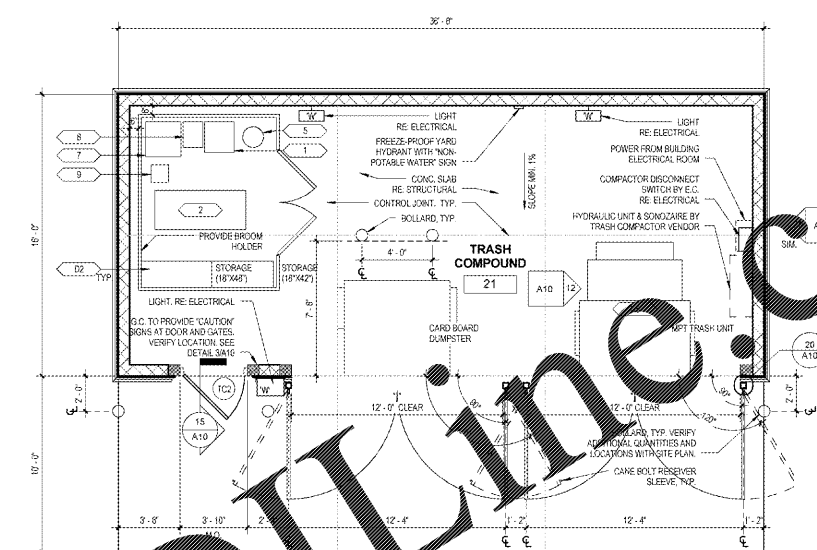 36'- 8"
6"
6"
"W"
LIGHT
RE: ELECTRICAL
"W"
LIGHT
RE: ELECTRICAL
8
5
7
1
9
2
FREEZE-PROOF YARD
HYDRANT WITH "NON-
POTABLE WATER" SIGN
POWER FROM BUILDING
ELECTRICAL ROOM
CONC. SLAB
RE: STRUCTURAL
SLOPE MIN. 1%
COMPACTOR DISCONNECT
SWITCH BY E.C.
RE: ELECTRICAL
CONTROL JOINT, TYP.
BOLLARD, TYP.
HYDRAULIC UNIT & SONOZAIRE BY
TRASH COMPACTOR VENDOR
PROVIDE BROOM
HOLDER
SIM.
4'- 0"
TRASH
COMPOUND
D2
TYP
STORAGE
(18"X48")
STORAGE
(18"X42")
21
A10
12
LIGHT. RE: ELECTRICAL
7'- 8"
G.C. TO PROVIDE "CAUTION"
SIGNS AT DOOR AND GATES.
VERIFY LOCATION. SEE
DETAIL 3/A10
CARD BOARD
DUMPSTER
MPT TRASH UNIT
20
TC2
"W"
12'- 0" CLEAR
12'- 0" CLEAR
90°
90°
120°
2'- 0"
2'- 0"
15
A10
BOLLARD, TYP. VERIFY
ADDITIONAL QUANTITIES AND
LOCATIONS WITH SITE PLAN.
CANE BOLT RECEIVER
SLEEVE, TYP.
10'- 0"
3'- 8"
3'- 10"
M.O.
12'- 4"
1'- 2"
12'- 4"
1'- 2"